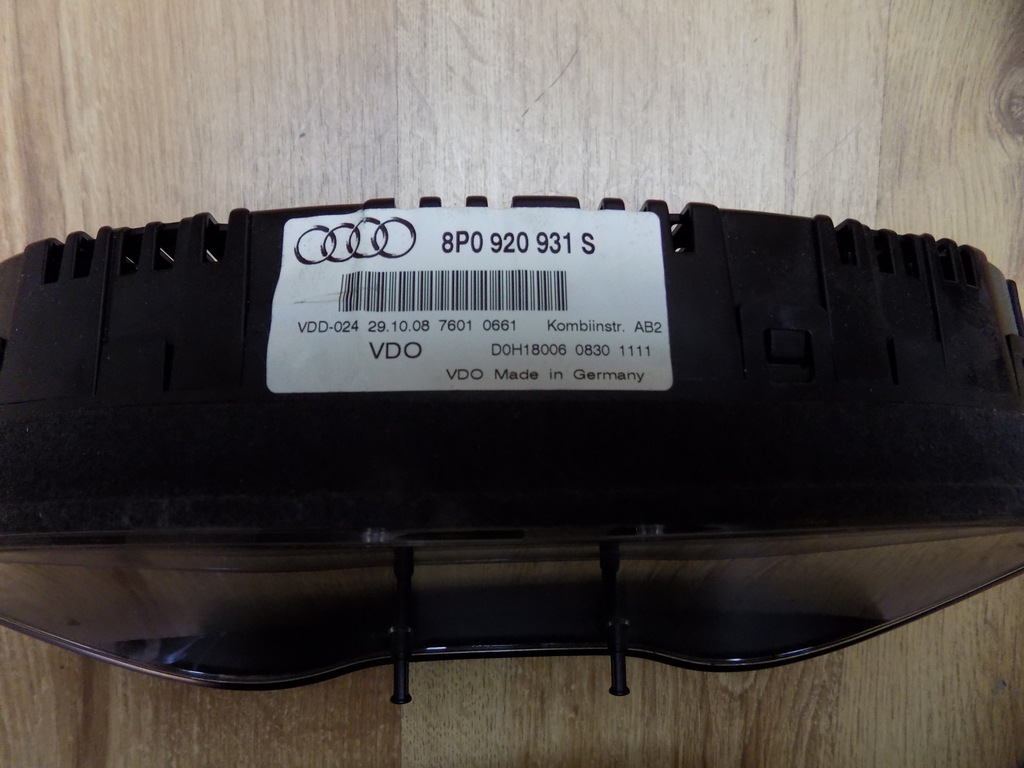 8P0 920 931 S
VDD-024 29.10.08 7601 0661 Kombiinstr. AB2
VDO D0H18006 0830 1111
VDO Made in Germany